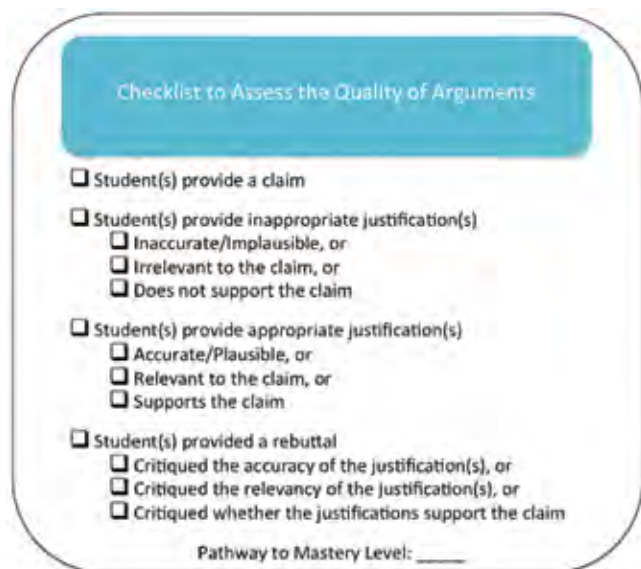 Checklist to Assess the Quality of Arguments
❑ Student(s) provide a claim
❑ Student(s) provide inappropriate justification(s)
❑ Inaccurate/Implausible, or
❑ Irrelevant to the claim, or
❑ Does not support the claim
❑ Student(s) provide appropriate justification(s)
❑ Accurate/Plausible, or
❑ Relevant to the claim, or
❑ Supports the claim
❑ Student(s) provided a rebuttal
❑ Critiqued the accuracy of the justification(s), or
❑ Critiqued the relevancy of the justification(s), or
❑ Critiqued whether the justifications support the claim
Pathway to Mastery Level: _____